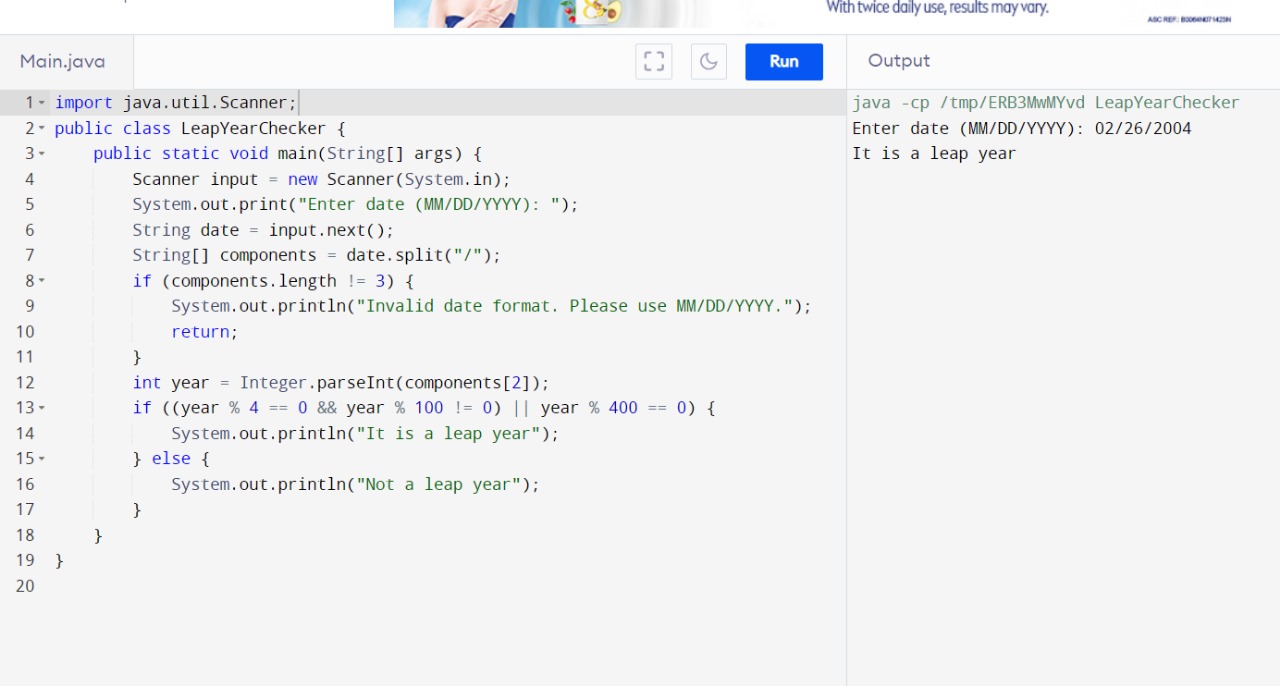 With twice daily use, results may vary.
ASC REF: B0064N071423N
Main.java
Run
Output
1 import java.util.Scanner;
2 public class LeapYearChecker {
3 public static void main(String[] args) {
4 Scanner input = new Scanner(System.in);
5 System.out.print("Enter date (MM/DD/YYYY): ");
6 String date = input.next();
7 String[] components = date.split("/");
8 if (components.length != 3) {
9 System.out.println("Invalid date format. Please use MM/DD/YYYY.");
10 return;
11 }
12 int year = Integer.parseInt(components[2]);
13 if ((year % 4 == 0 && year % 100 != 0) || year % 400 == 0) {
14 System.out.println("It is a leap year");
15 } else {
16 System.out.println("Not a leap year");
17 }
18 }
19 }
20
java -cp /tmp/ERB3MwMYvd LeapYearChecker
Enter date (MM/DD/YYYY): 02/26/2004
It is a leap year